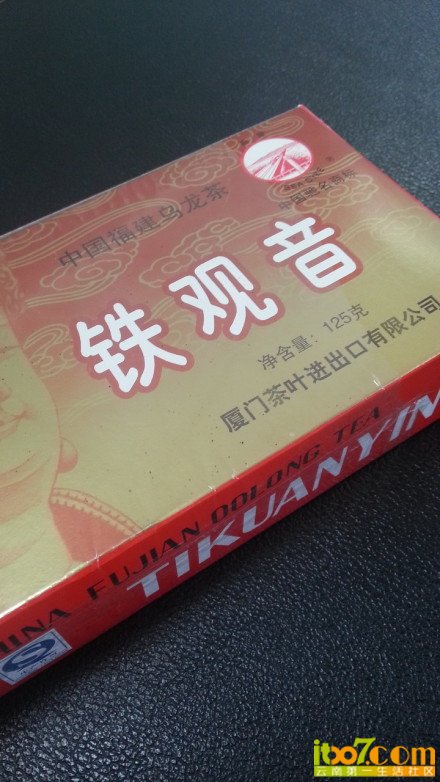 SEA DYKE
®
中国驰名商标
中国福建乌龙茶
铁观音
净含量: 125克
厦门茶叶进出口有限公司
HINA FUJIAN OOLONG TEA
TIKUANYIN
itbo7.com
云南第一生活社区